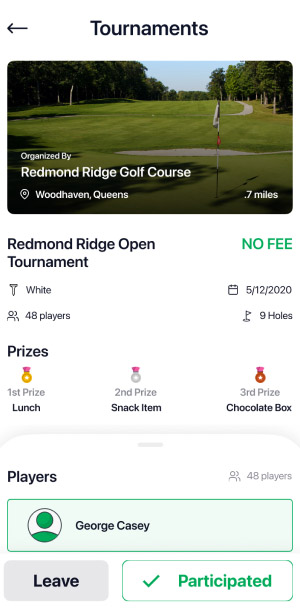 Tournaments
Organized By
Redmond Ridge Golf Course
Woodhaven, Queens
.7 miles
Redmond Ridge Open
Tournament
NO FEE
White
5/12/2020
48 players
9 Holes
Prizes
1st Prize
2nd Prize
3rd Prize
Lunch
Snack Item
Chocolate Box
Players
48 players
George Casey
Leave
Participated